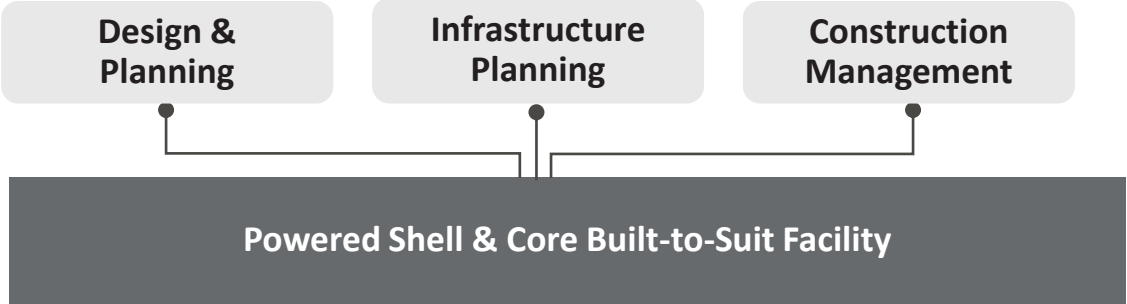 Design &
Planning
Infrastructure
Planning
Construction
Management
Powered Shell & Core Built-to-Suit Facility